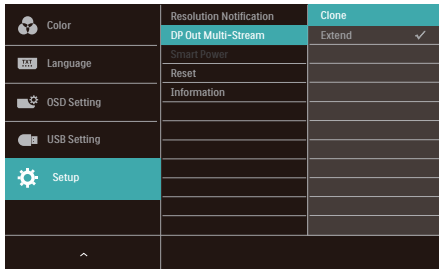 Color
Language
OSD Setting
USB Setting
Setup
Resolution Notification
DP Out Multi-Stream
Smart Power
Reset
Information
Clone
Extend
TXT